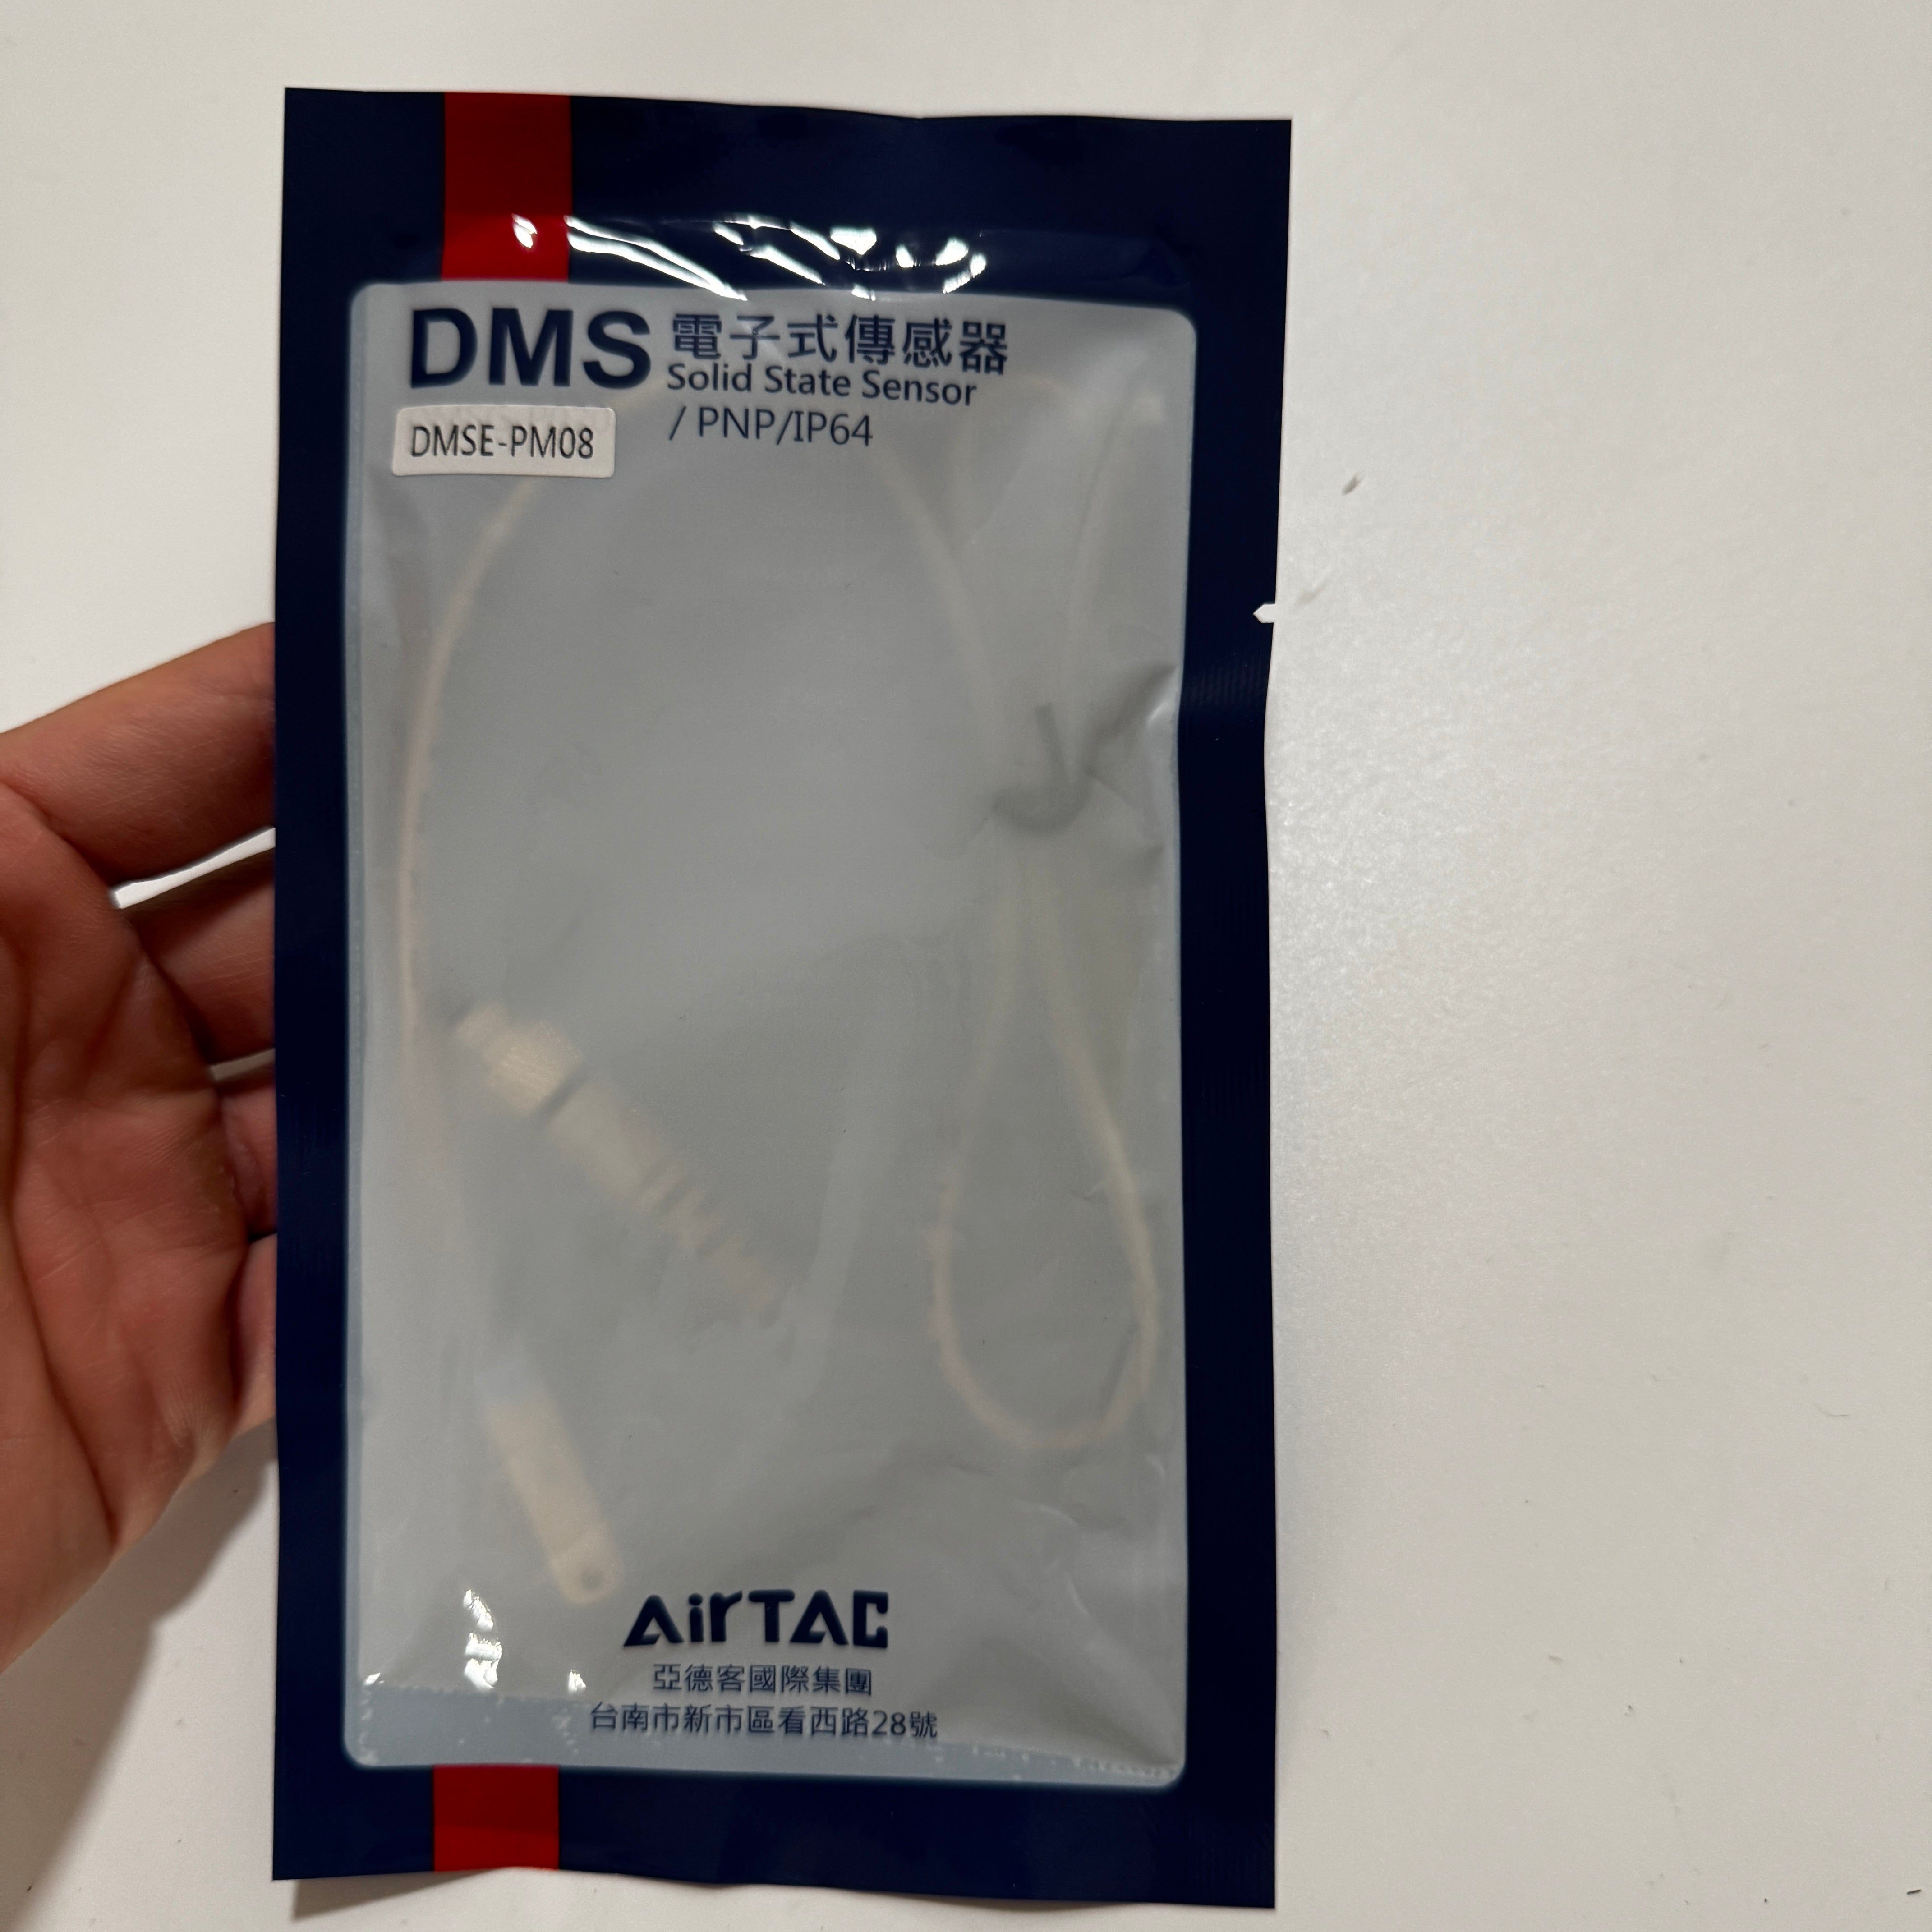 DMS 電子式傳感器
Solid State Sensor
DMSE-PM08
/ PNP/IP64
AirTAC
亞德客國際集團
台南市新市區看西路28號